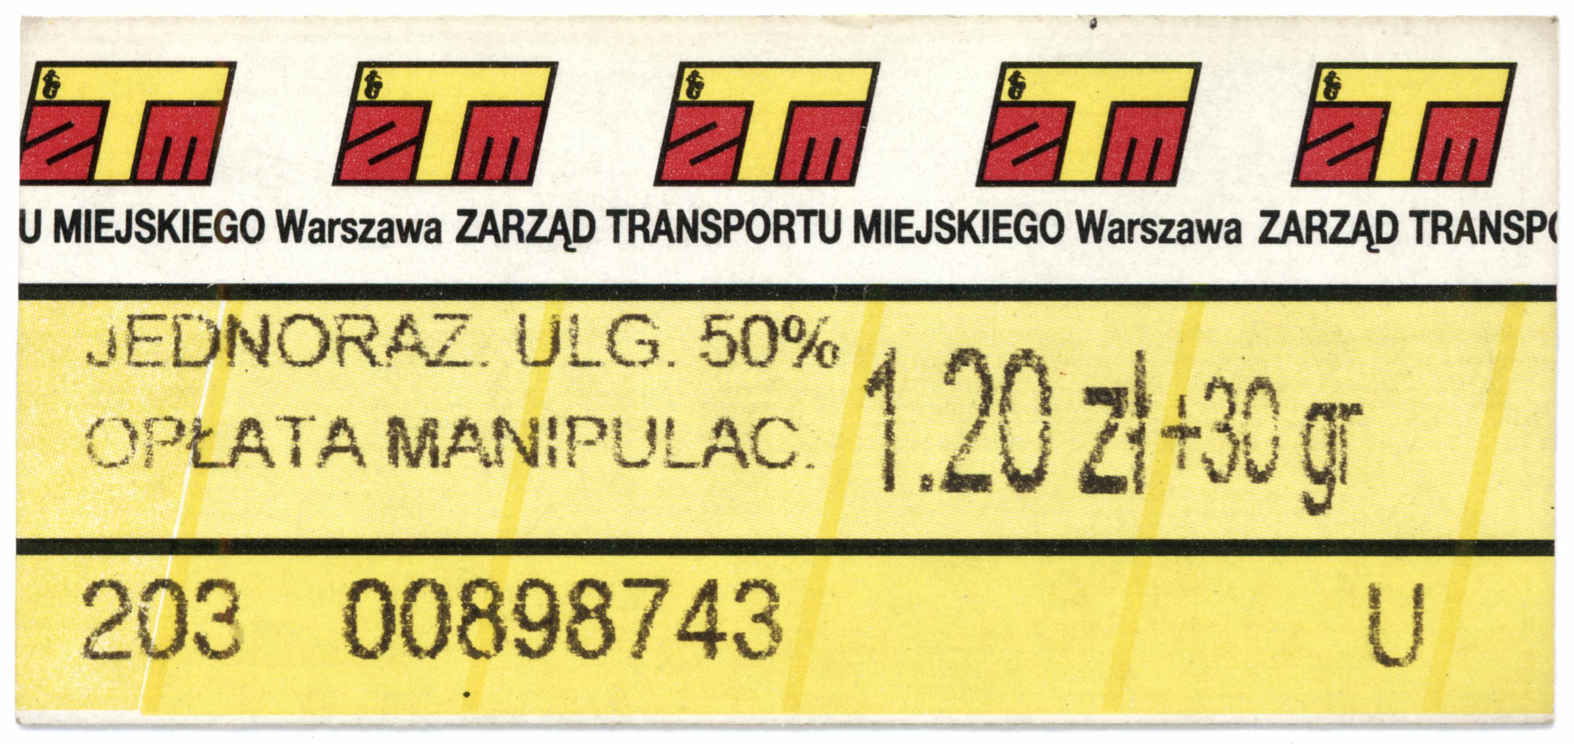 ZTM ZTM ZTM ZTM ZTM
U MIEJSKIEGO Warszawa ZARZĄD TRANSPORTU MIEJSKIEGO Warszawa ZARZĄD TRANSPO
JEDNORAZ. ULG. 50%
OPŁATA MANIPULAC.
1.20 zł+30 gr
203 00898743 U